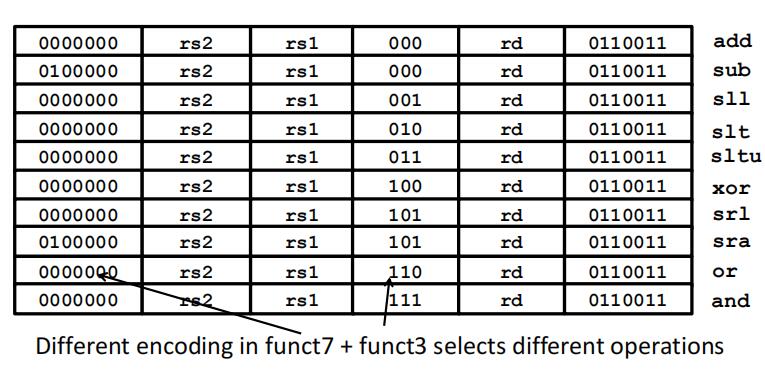 0000000 rs2 rs1 000 rd 0110011 add
0100000 rs2 rs1 000 rd 0110011 sub
0000000 rs2 rs1 001 rd 0110011 sll
0000000 rs2 rs1 010 rd 0110011 slt
0000000 rs2 rs1 011 rd 0110011 sltu
0000000 rs2 rs1 100 rd 0110011 xor
0000000 rs2 rs1 101 rd 0110011 srl
0100000 rs2 rs1 101 rd 0110011 sra
0000000 rs2 rs1 110 rd 0110011 or
0000000 rs2 rs1 111 rd 0110011 and
Different encoding in funct7 + funct3 selects different operations